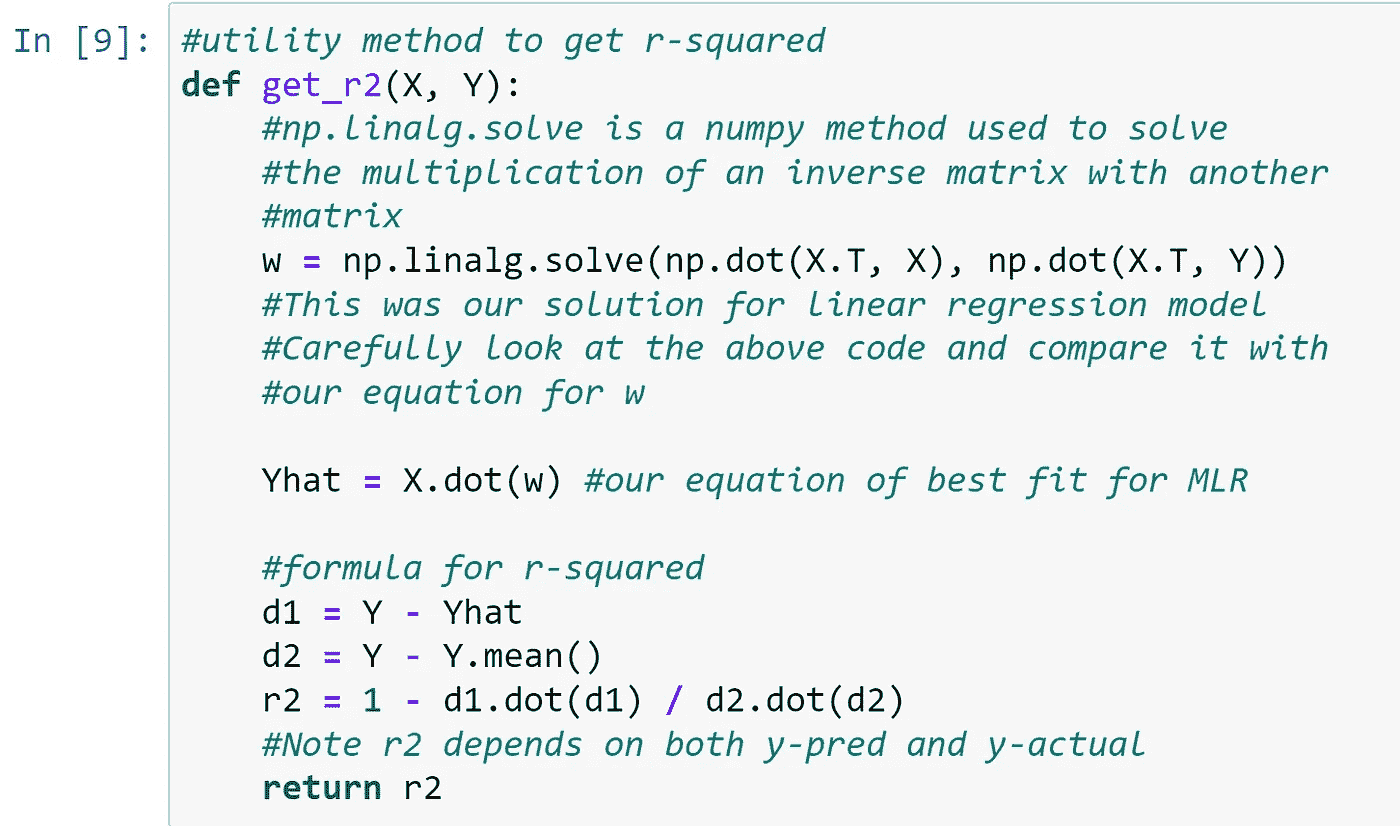 In [9]: #utility method to get r-squared
def get_r2(X, Y):
    #np.linalg.solve is a numpy method used to solve
    #the multiplication of an inverse matrix with another
    #matrix
    w = np.linalg.solve(np.dot(X.T, X), np.dot(X.T, Y))
    #This was our solution for linear regression model
    #Carefully look at the above code and compare it with
    #our equation for w
    Yhat = X.dot(w) #our equation of best fit for MLR
    #formula for r-squared
    d1 = Y - Yhat
    d2 = Y - Y.mean()
    r2 = 1 - d1.dot(d1) / d2.dot(d2)
    #Note r2 depends on both y-pred and y-actual
    return r2